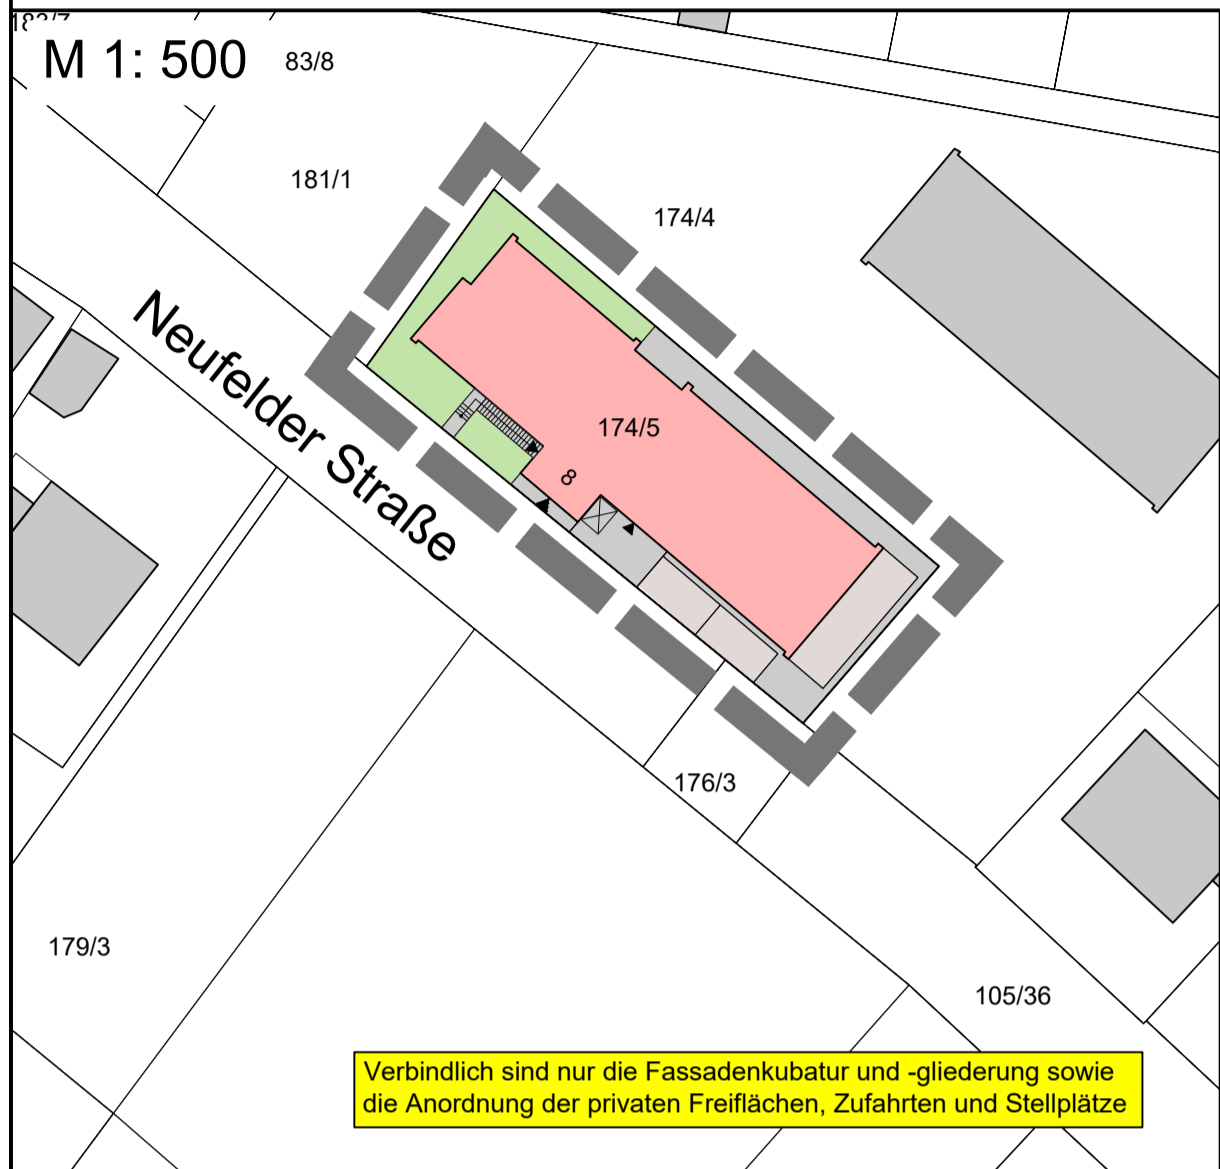 M 1: 500
83/8
181/1
174/4
Neufelder Straße
174/5
8
176/3
179/3
105/36
Verbindlich sind nur die Fassadenkubatur und -gliederung sowie
die Anordnung der privaten Freiflächen, Zufahrten und Stellplätze